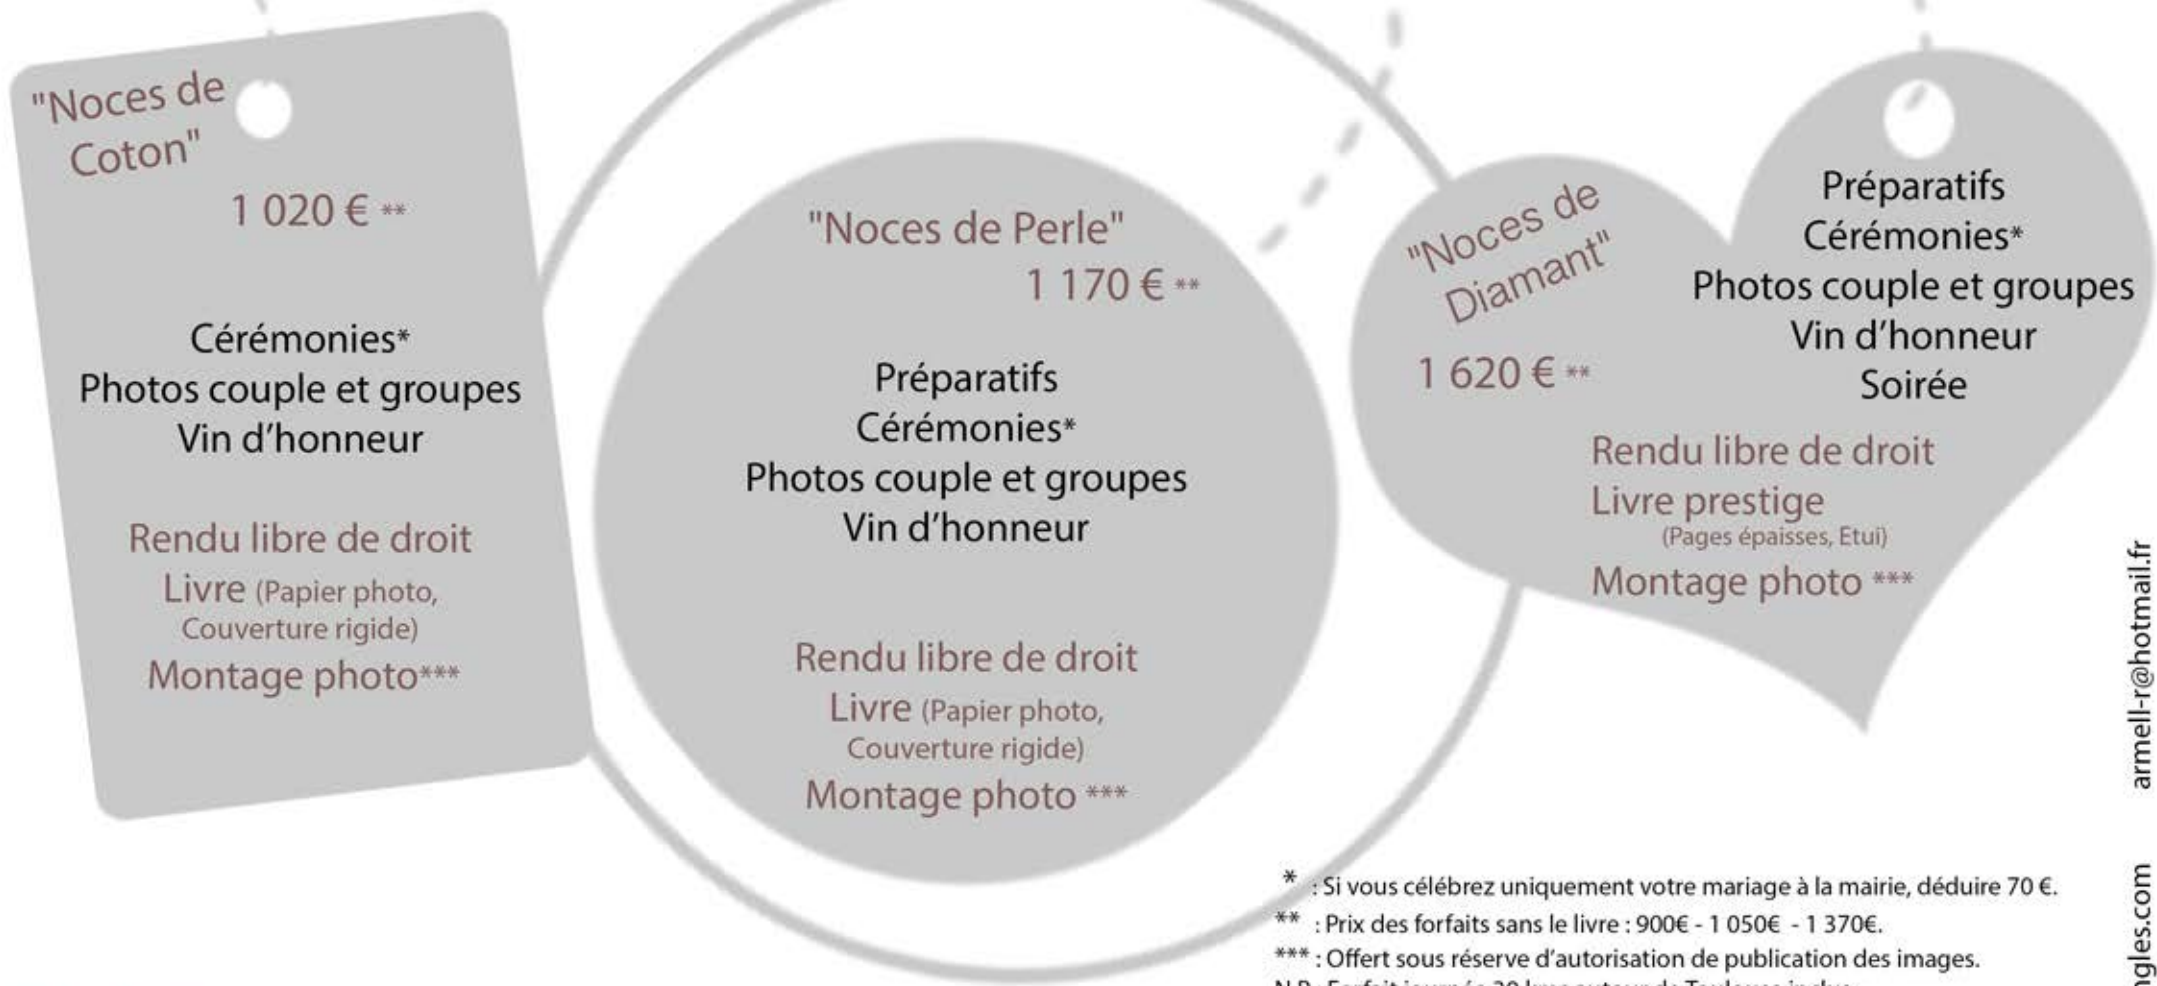 "Noces de
Coton"
1 020 € **
Cérémonies*
Photos couple et groupes
Vin d'honneur
Rendu libre de droit
Livre (Papier photo,
Couverture rigide)
Montage photo***
"Noces de Perle"
1 170 € **
Préparatifs
Cérémonies*
Photos couple et groupes
Vin d'honneur
Rendu libre de droit
Livre (Papier photo,
Couverture rigide)
Montage photo ***
"Noces de
Diamant"
1 620 € **
Préparatifs
Cérémonies*
Photos couple et groupes
Vin d'honneur
Soirée
Rendu libre de droit
Livre prestige
(Pages épaisses, Etui)
Montage photo ***
* : Si vous célébrez uniquement votre mariage à la mairie, déduire 70 €.
** : Prix des forfaits sans le livre : 900€ - 1 050€ - 1 370€.
*** : Offert sous réserve d'autorisation de publication des images.
armell-r@hotmail.fr
ngles.com